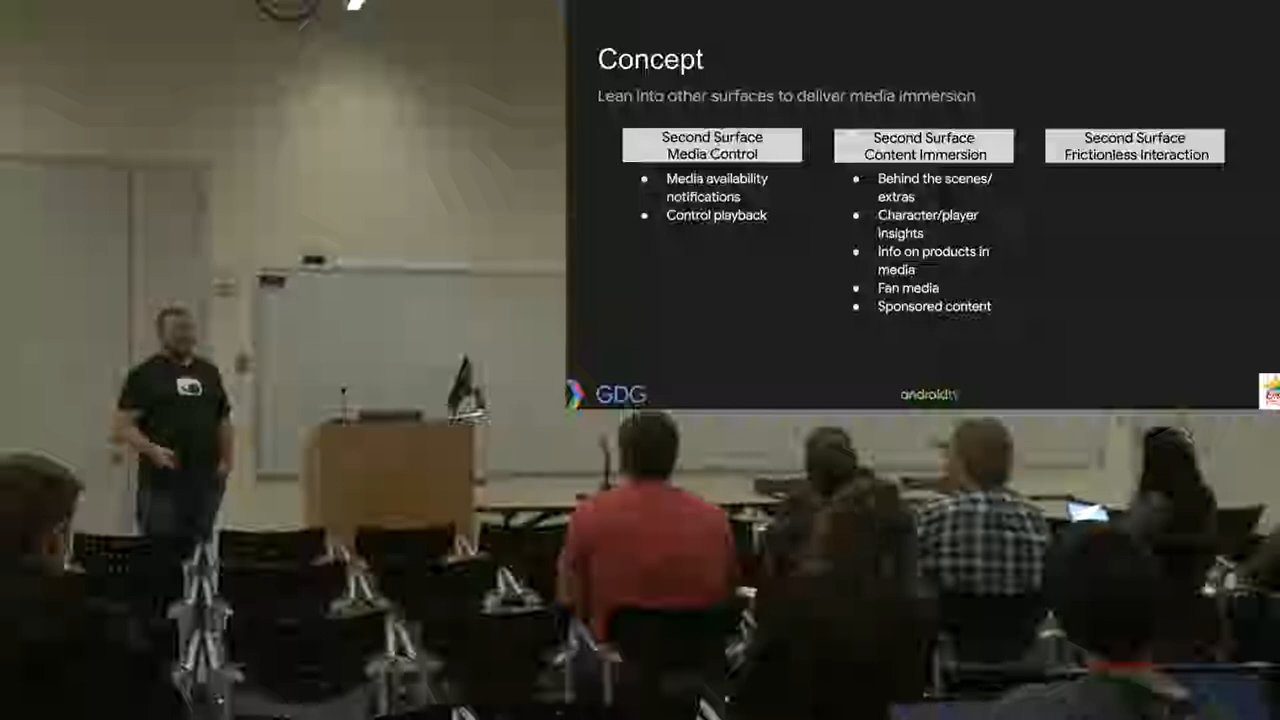 Concept
Lean into other surfaces to deliver media immersion
Second Surface
Media Control
Media availability
notifications
Control playback
Second Surface
Content Immersion
Behind the scenes/
extras
Character/player
Insights
Info on products in
media
Fan media
Sponsored content
Second Surface
Frictionless Interaction
GDG
androidtv